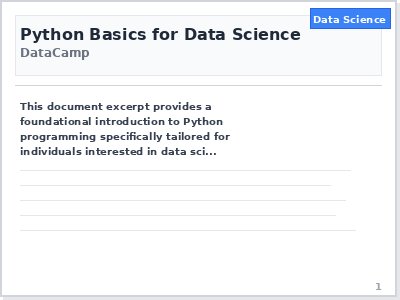 Data Science
Python Basics for Data Science
DataCamp
This document excerpt provides a
foundational introduction to Python
programming specifically tailored for
individuals interested in data sci...
1